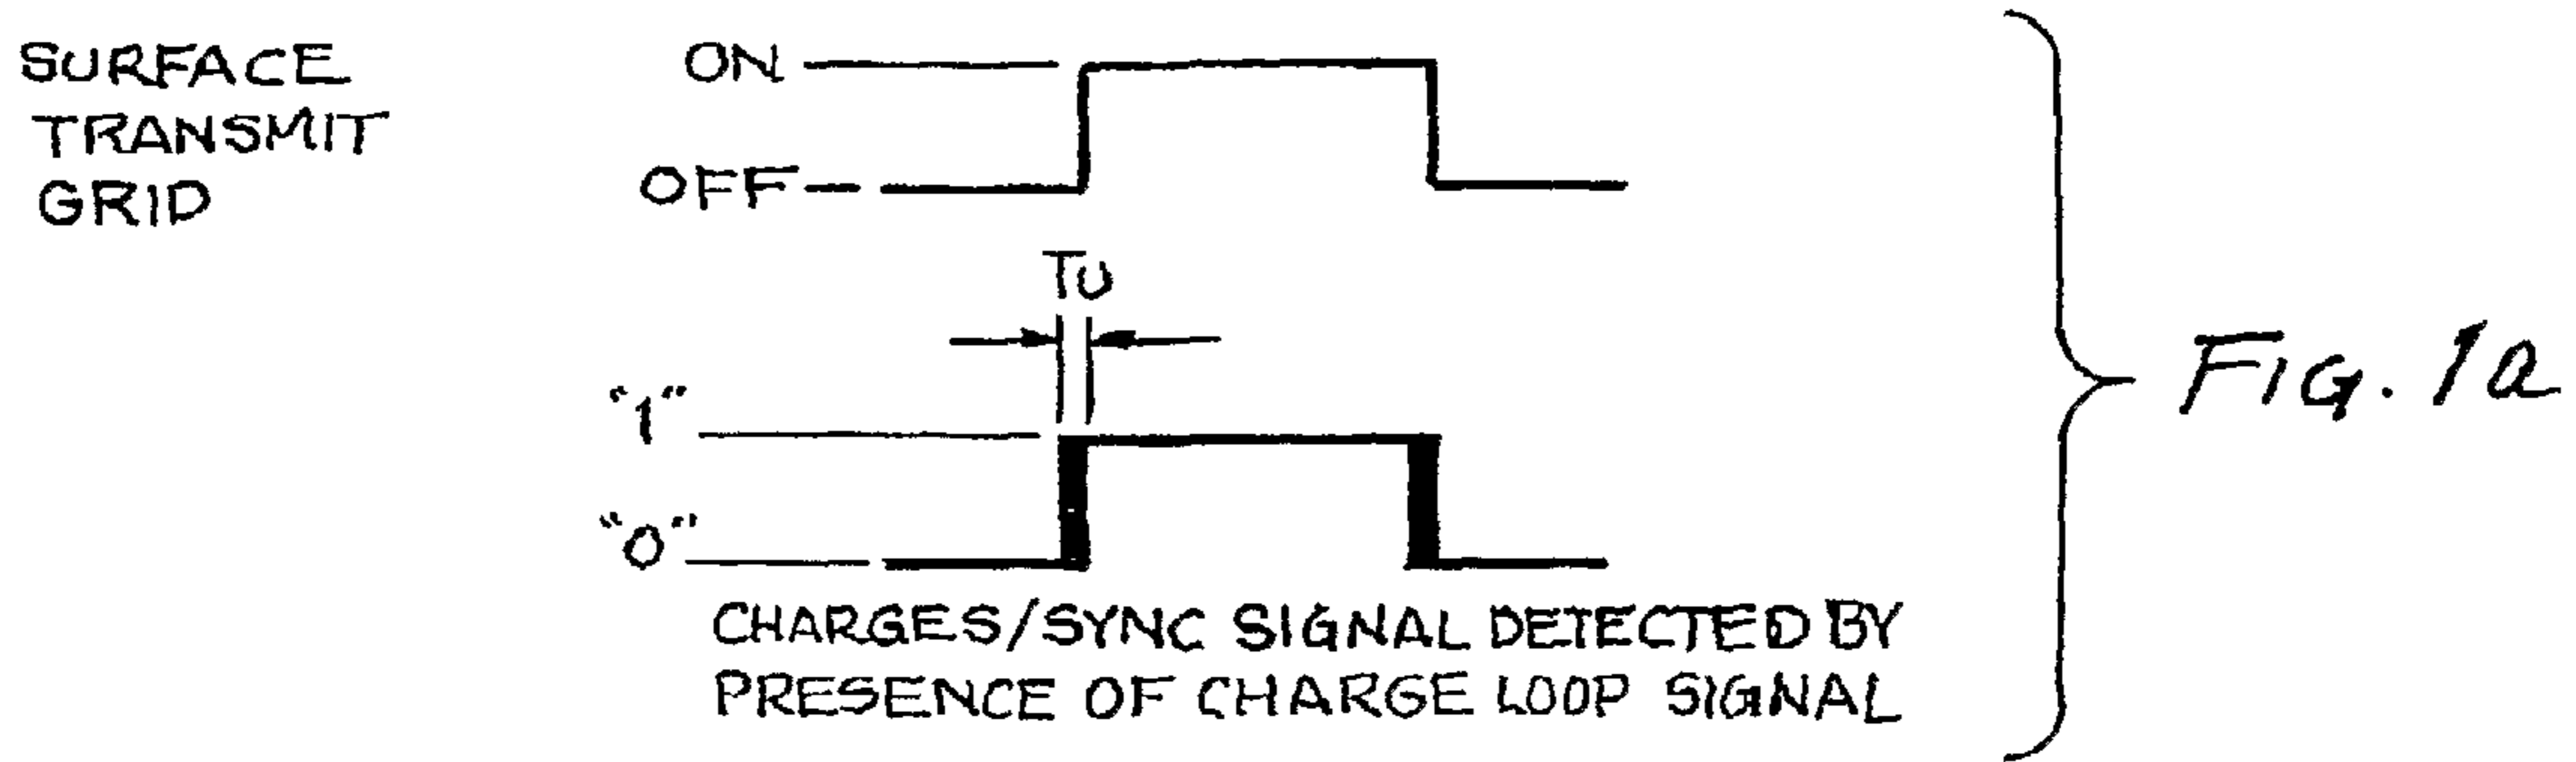 SURFACE
TRANSMIT
GRID
ON
OFF
TU
"1"
"0"
CHARGES/SYNC SIGNAL DETECTED BY
PRESENCE OF CHARGE LOOP SIGNAL
FIG. 1a